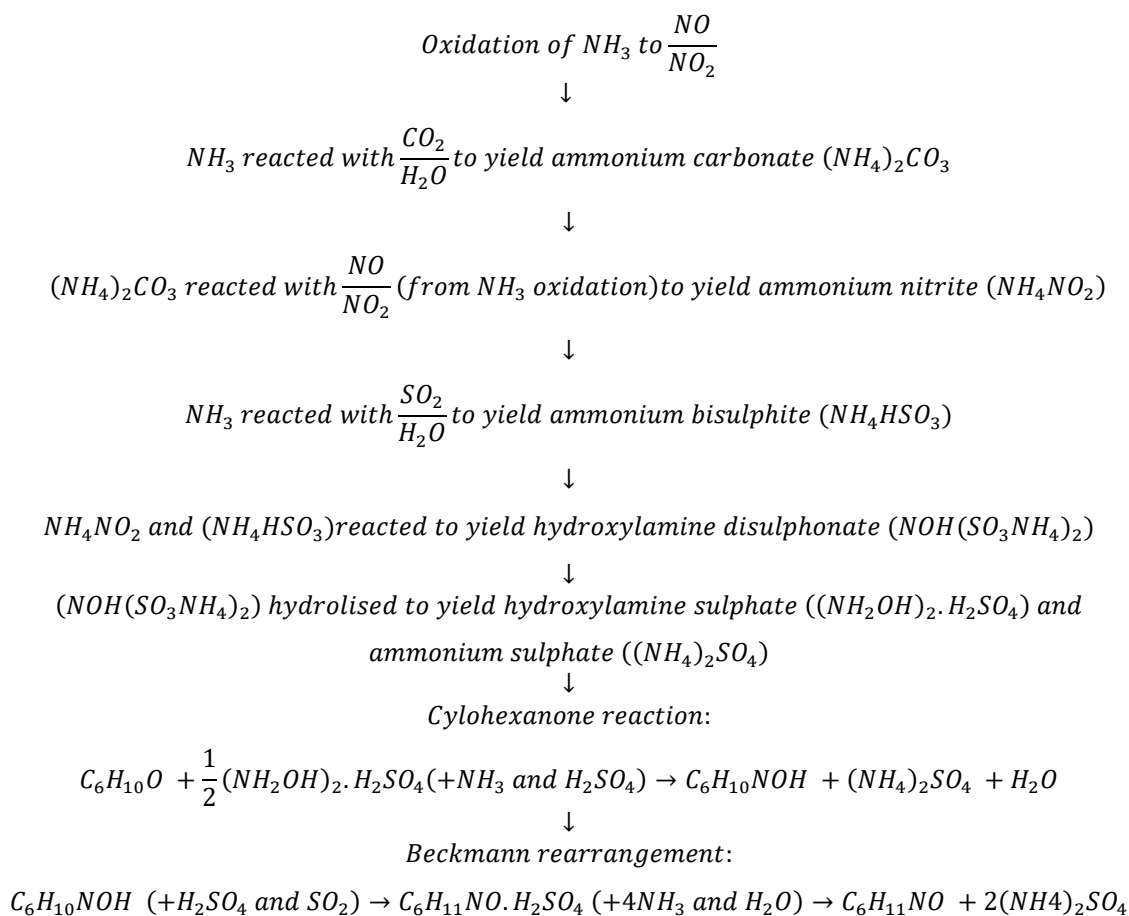 Oxidation of NH₃ to NO/NO₂
↓
NH₃ reacted with CO₂/H₂O to yield ammonium carbonate (NH₄)₂CO₃
↓
(NH₄)₂CO₃ reacted with NO/NO₂ (from NH₃ oxidation)to yield ammonium nitrite (NH₄NO₂)
↓
NH₃ reacted with SO₂/H₂O to yield ammonium bisulphite (NH₄HSO₃)
↓
NH₄NO₂ and (NH₄HSO₃)reacted to yield hydroxylamine disulphonate (NOH(SO₃NH₄)₂)
↓
(NOH(SO₃NH₄)₂) hydrolised to yield hydroxylamine sulphate ((NH₂OH)₂. H₂SO₄) and
ammonium sulphate ((NH₄)₂SO₄)
↓
Cylohexanone reaction:
C₆H₁₀O + 1/2 (NH₂OH)₂. H₂SO₄(+NH₃ and H₂SO₄) → C₆H₁₀NOH + (NH₄)₂SO₄ + H₂O
↓
Beckmann rearrangement:
C₆H₁₀NOH (+H₂SO₄ and SO₂) → C₆H₁₁NO. H₂SO₄ (+4NH₃ and H₂O) → C₆H₁₁NO + 2(NH4)₂SO₄